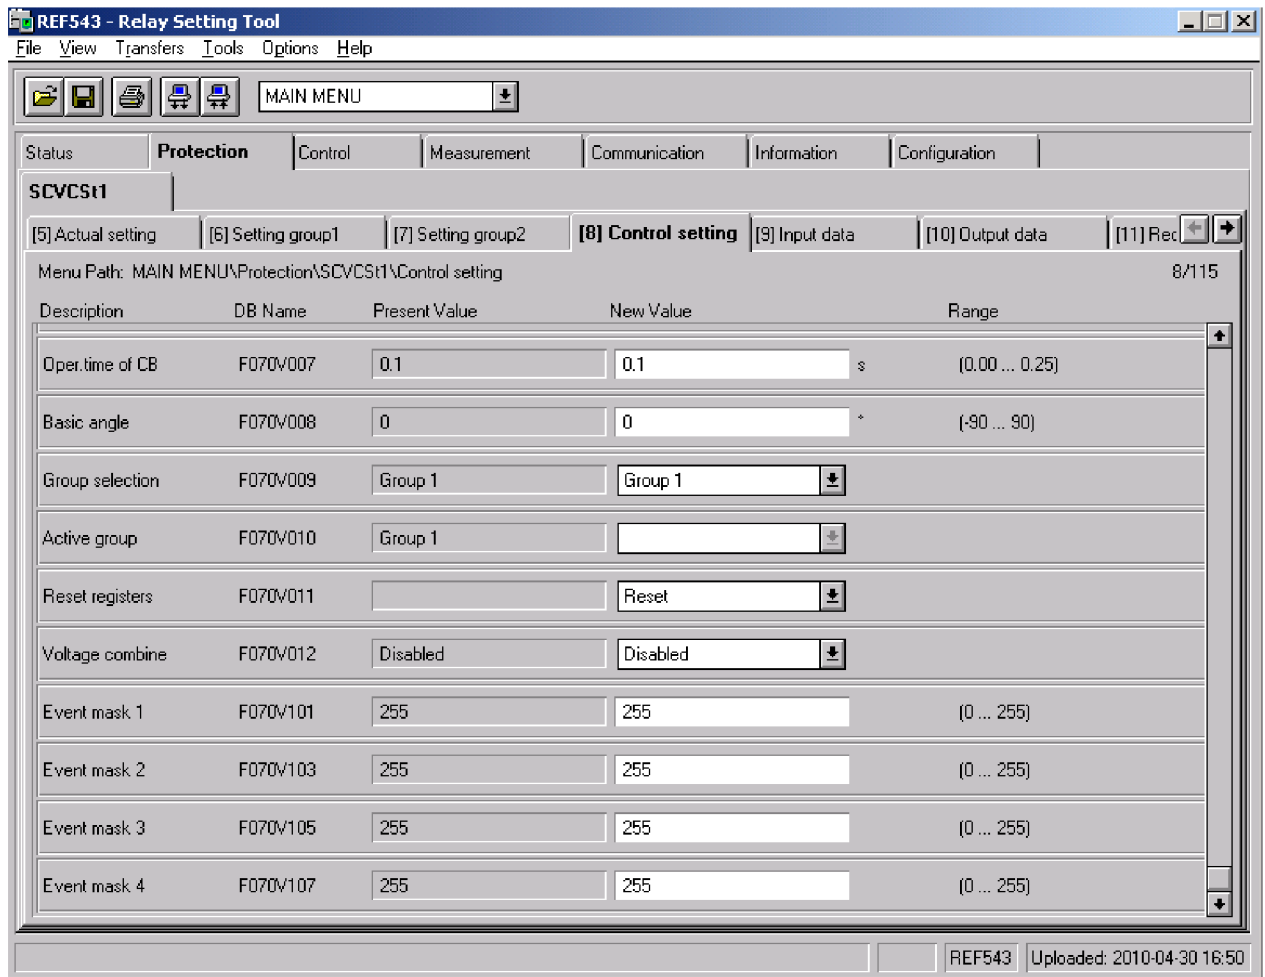 REF543 - Relay Setting Tool
File View Transfers Tools Options Help
MAIN MENU
Status Protection Control Measurement Communication Information Configuration
SCVCSt1
[5] Actual setting [6] Setting group1 [7] Setting group2 [8] Control setting [9] Input data [10] Output data [11] Rec
Menu Path: MAIN MENU\Protection\SCVCSt1\Control setting 8/115
Description DB Name Present Value New Value Range
Oper.time of CB F070V007 0.1 0.1 s (0.00 ... 0.25)
Basic angle F070V008 0 0 ° (-90 ... 90)
Group selection F070V009 Group 1 Group 1
Active group F070V010 Group 1
Reset registers F070V011 Reset
Voltage combine F070V012 Disabled Disabled
Event mask 1 F070V101 255 255 (0 ... 255)
Event mask 2 F070V103 255 255 (0 ... 255)
Event mask 3 F070V105 255 255 (0 ... 255)
Event mask 4 F070V107 255 255 (0 ... 255)
REF543 Uploaded: 2010-04-30 16:50